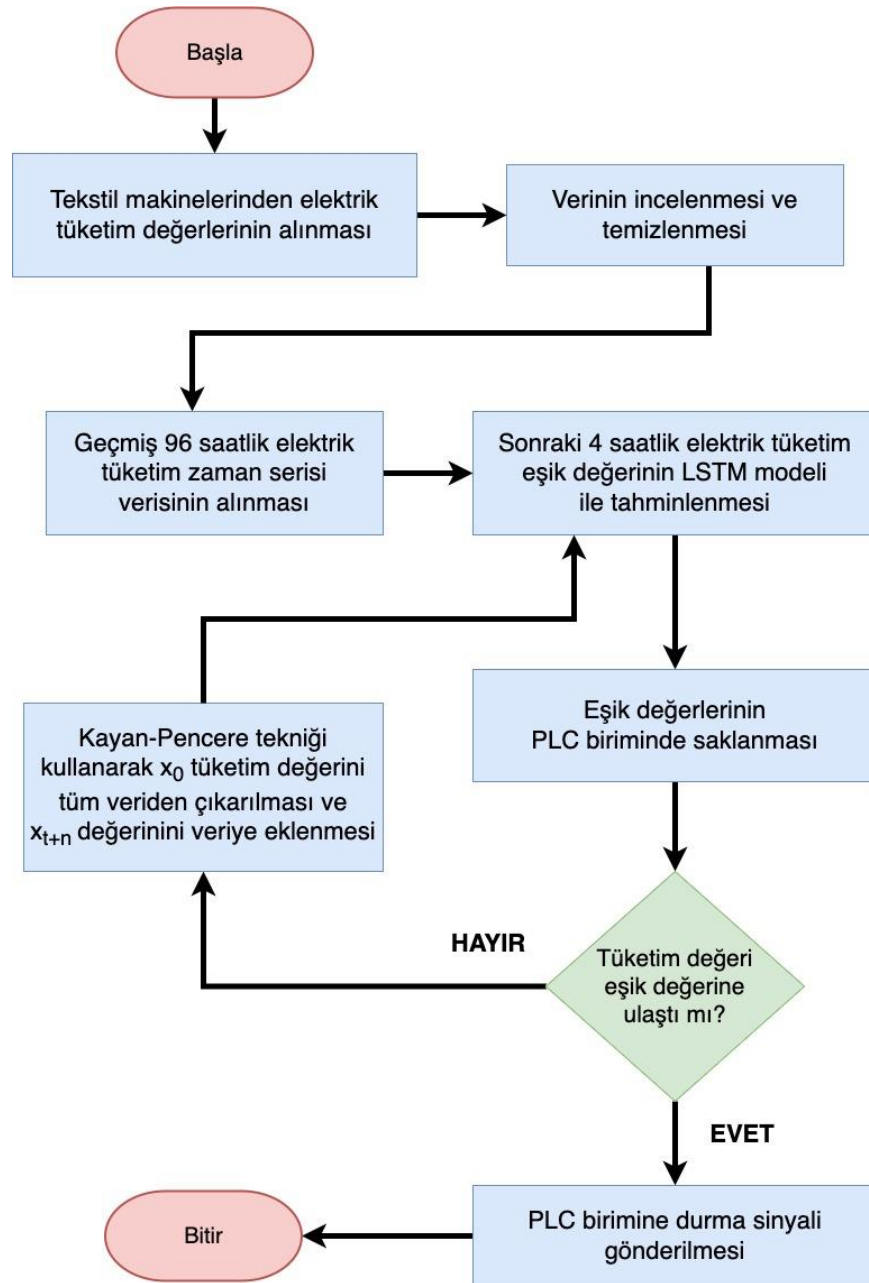 Başla
Tekstil makinelerinden elektrik
tüketim değerlerinin alınması
Verinin incelenmesi ve
temizlenmesi
Geçmiş 96 saatlik elektrik
tüketim zaman serisi
verisinin alınması
Sonraki 4 saatlik elektrik tüketim
eşik değerinin LSTM modeli
ile tahminlenmesi
Eşik değerlerinin
PLC biriminde saklanması
Kayan-Pencere tekniği
kullanarak x0 tüketim değerini
tüm veriden çıkarılması ve
xt+n değerinini veriye eklenmesi
HAYIR
Tüketim değeri
eşik değerine
ulaştı mı?
EVET
PLC birimine durma sinyali
gönderilmesi
Bitir